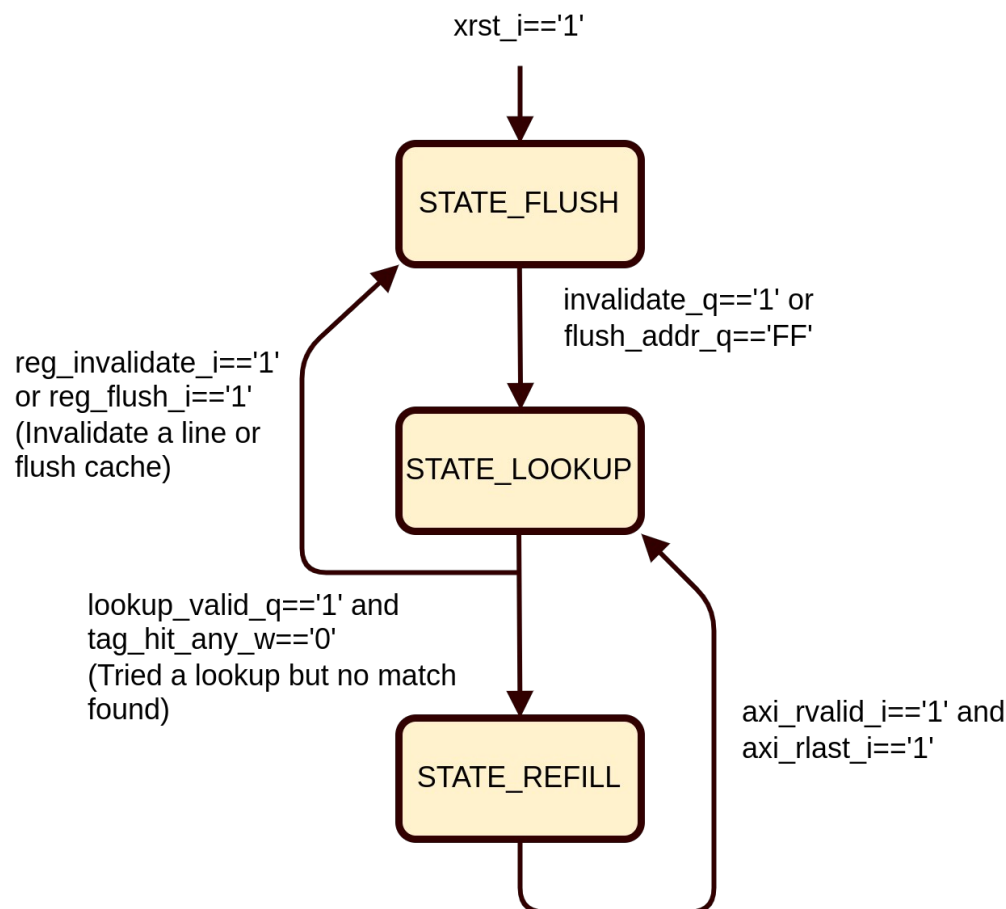 xrst_i=='1'
STATE_FLUSH
invalidate_q=='1' or
flush_addr_q=='FF'
reg_invalidate_i=='1'
or reg_flush_i=='1'
(Invalidate a line or
flush cache)
STATE_LOOKUP
lookup_valid_q=='1' and
tag_hit_any_w=='0'
(Tried a lookup but no match
found)
axi_rvalid_i=='1' and
axi_rlast_i=='1'
STATE_REFILL